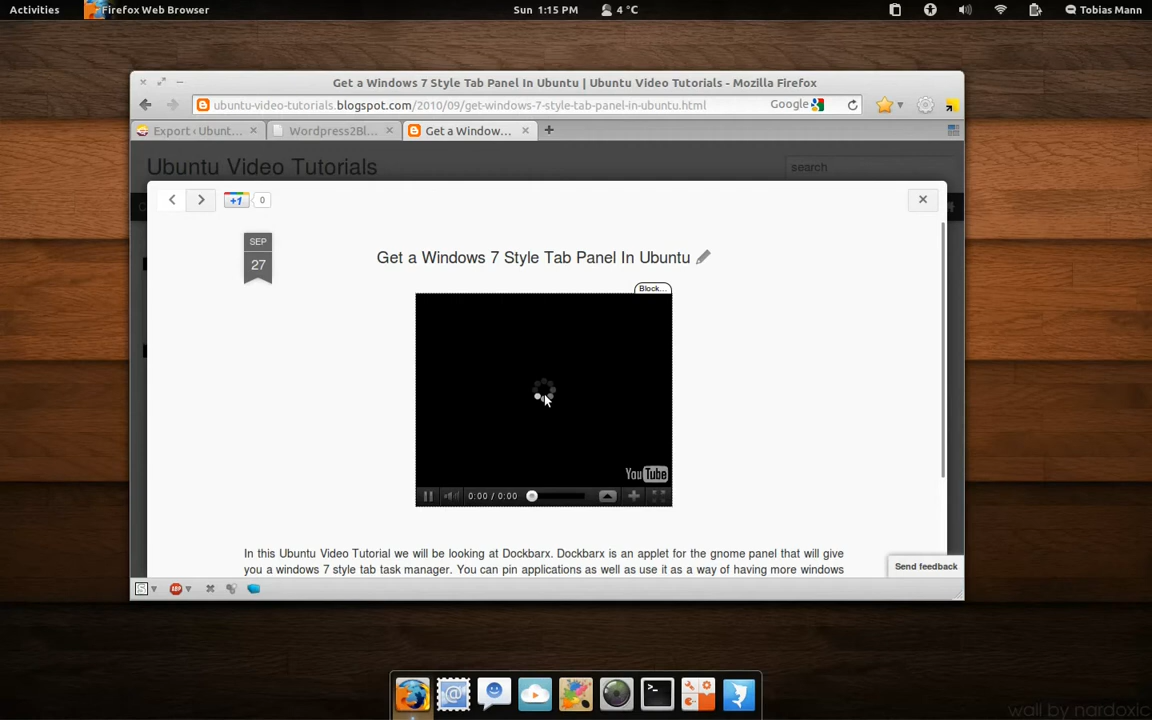 Activities Firefox Web Browser Sun 1:15 PM 4 °C Tobias Mann
Get a Windows 7 Style Tab Panel In Ubuntu | Ubuntu Video Tutorials - Mozilla Firefox
ubuntu-video-tutorials.blogspot.com/2010/09/get-windows-7-style-tab-panel-in-ubuntu.html Google
Export ‹ Ubunt... Wordpress2Bl... Get a Window...
Ubuntu Video Tutorials search
+1 0
SEP
27
Get a Windows 7 Style Tab Panel In Ubuntu
Block...
YouTube
0:00 / 0:00
In this Ubuntu Video Tutorial we will be looking at Dockbarx. Dockbarx is an applet for the gnome panel that will give
you a windows 7 style tab task manager. You can pin applications as well as use it as a way of having more windows
Send feedback
S ABP
wall by nardoxic